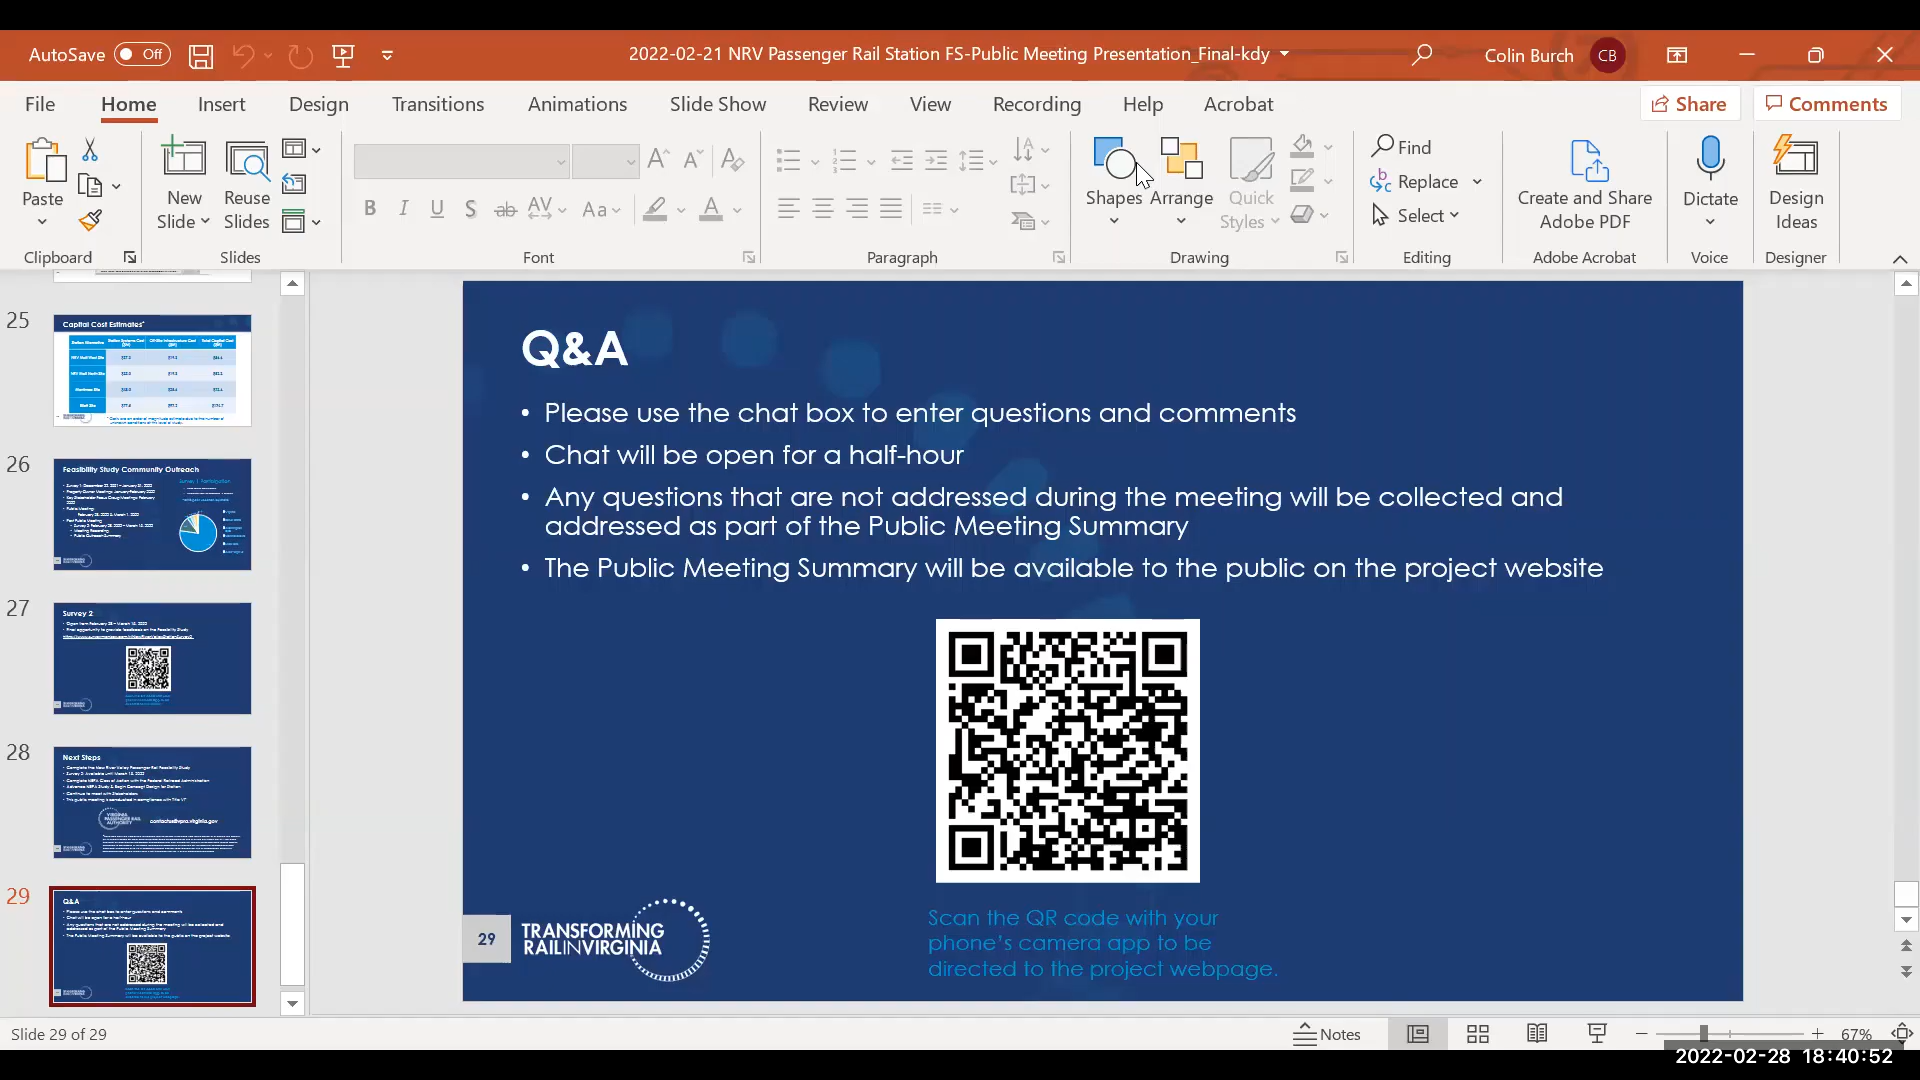 AutoSave Off
2022-02-21 NRV Passenger Rail Station FS-Public Meeting Presentation_Final-kdy
Colin Burch CB
File Home Insert Design Transitions Animations Slide Show Review View Recording Help Acrobat
Share Comments
Paste
New Slide
Reuse Slides
B I U S ab AV Aa A
Shapes Arrange Quick Styles
Find
Replace
Select
Create and Share Adobe PDF
Dictate
Design Ideas
Clipboard Slides Font Paragraph Drawing Editing Adobe Acrobat Voice Designer
25
Capital Cost Estimates*
26
Feasibility Study Community Outreach
27
Survey 2
28
Next Steps
contactus@vpra.virginia.gov
29
Q&A
Q&A
• Please use the chat box to enter questions and comments
• Chat will be open for a half-hour
• Any questions that are not addressed during the meeting will be collected and
addressed as part of the Public Meeting Summary
• The Public Meeting Summary will be available to the public on the project website
29
TRANSFORMING
RAILINVIRGINIA
Scan the QR code with your
phone's camera app to be
directed to the project webpage.
Slide 29 of 29
Notes
67%
2022-02-28 18:40:52